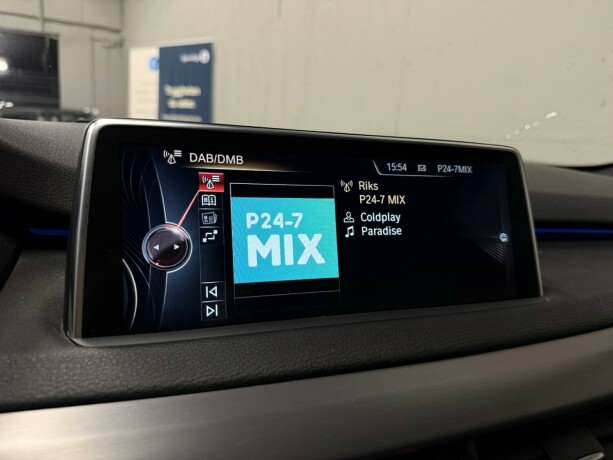 DAB/DMB
15:54
P24-7MIX
Riks
P24-7 MIX
Coldplay
Paradise
P24-7
MIX